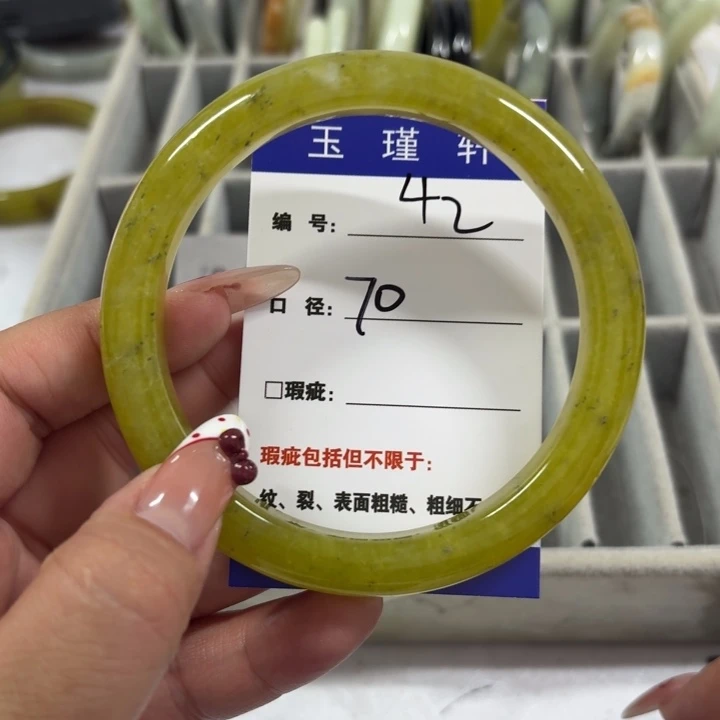 玉瑾轩
编号：42
口径：70
□瑕疵：
瑕疵包括但不限于：
纹、裂、表面粗糙、粗细不